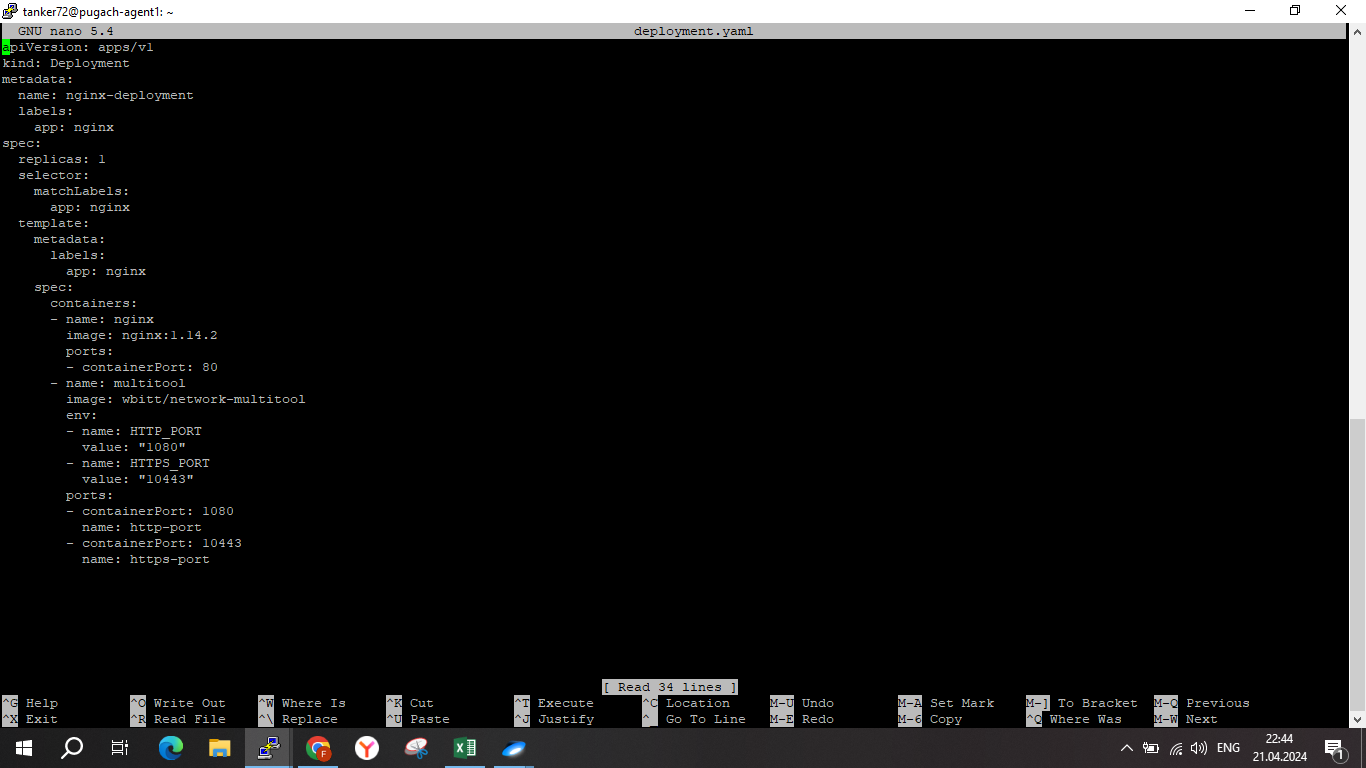 tanker72@pugach-agent1: ~
GNU nano 5.4 deployment.yaml
apiVersion: apps/v1
kind: Deployment
metadata:
  name: nginx-deployment
  labels:
    app: nginx
spec:
  replicas: 1
  selector:
    matchLabels:
      app: nginx
  template:
    metadata:
      labels:
        app: nginx
    spec:
      containers:
      - name: nginx
        image: nginx:1.14.2
        ports:
        - containerPort: 80
      - name: multitool
        image: wbitt/network-multitool
        env:
        - name: HTTP_PORT
          value: "1080"
        - name: HTTPS_PORT
          value: "10443"
        ports:
        - containerPort: 1080
          name: http-port
        - containerPort: 10443
          name: https-port
[ Read 34 lines ]
^G Help ^O Write Out ^W Where Is ^K Cut ^T Execute ^C Location M-U Undo M-A Set Mark M-] To Bracket M-Q Previous
^X Exit ^R Read File ^\ Replace ^U Paste ^J Justify ^_ Go To Line M-E Redo M-6 Copy ^Q Where Was M-W Next
ENG 22:44
21.04.2024
1